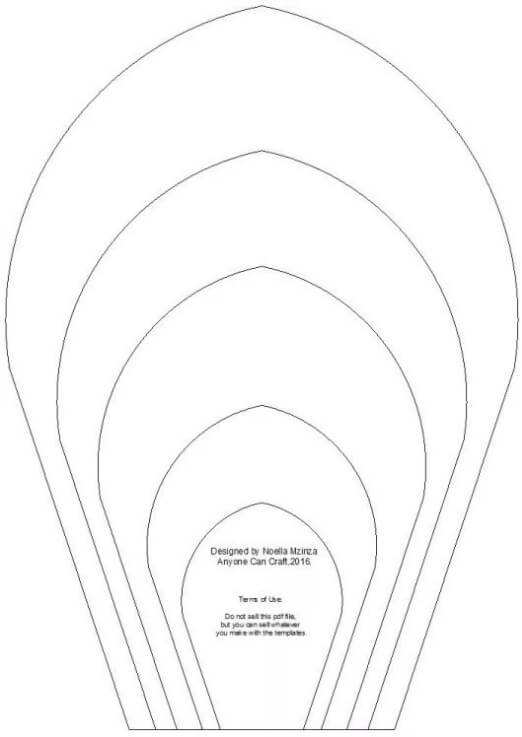 Designed by Noella Mzinza
Anyone Can Craft,2016.
Terms of Use:
Do not sell this pdf file,
but you can sell whatever
you make with the templates.